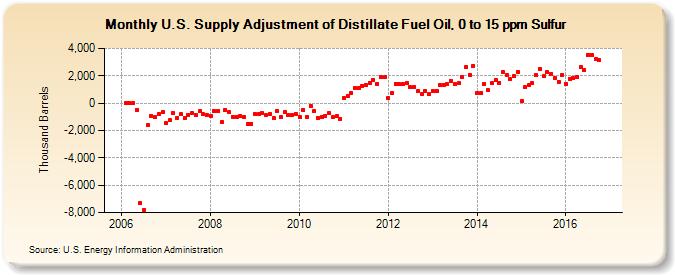 Monthly U.S. Supply Adjustment of Distillate Fuel Oil, 0 to 15 ppm Sulfur
Thousand Barrels
4,000
2,000
0
-2,000
-4,000
-6,000
-8,000
2006 2008 2010 2012 2014 2016
Source: U.S. Energy Information Administration